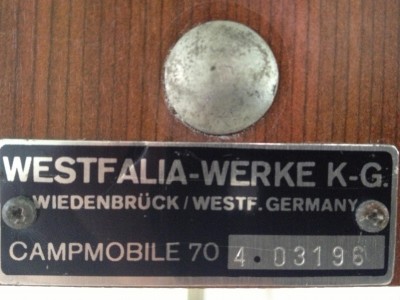 WESTFALIA-WERKE K-G.
WIEDENBRÜCK/WESTF. GERMANY
CAMPMOBILE 70 4·03196